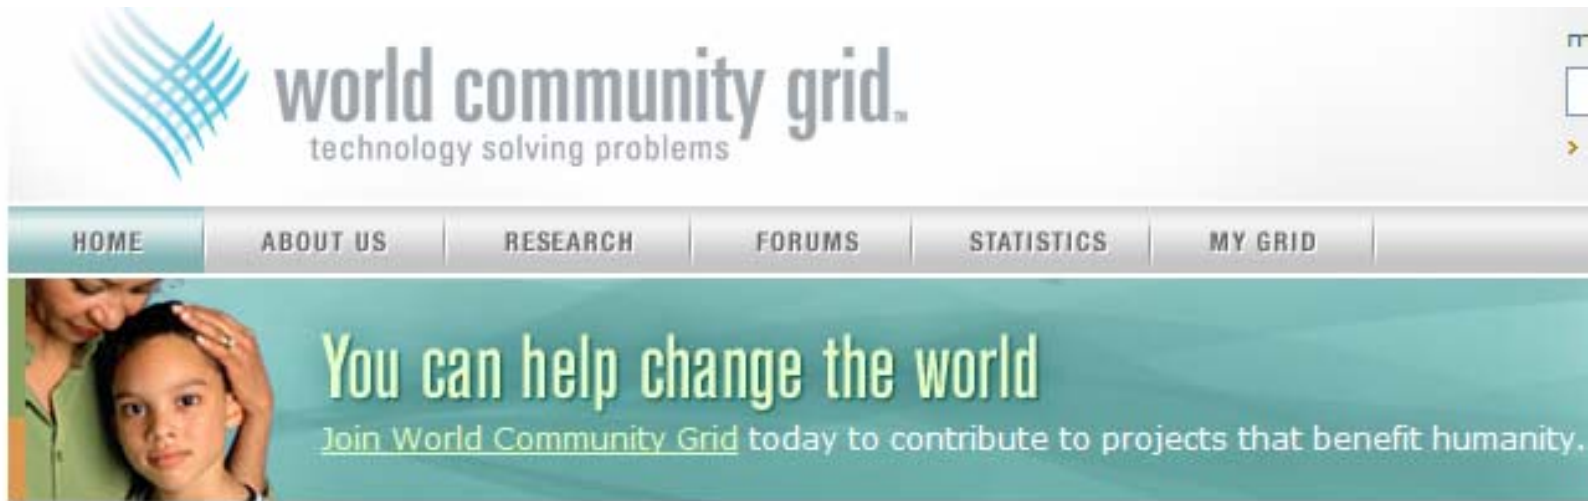 world community grid.™
technology solving problems
HOME ABOUT US RESEARCH FORUMS STATISTICS MY GRID
You can help change the world
Join World Community Grid today to contribute to projects that benefit humanity.